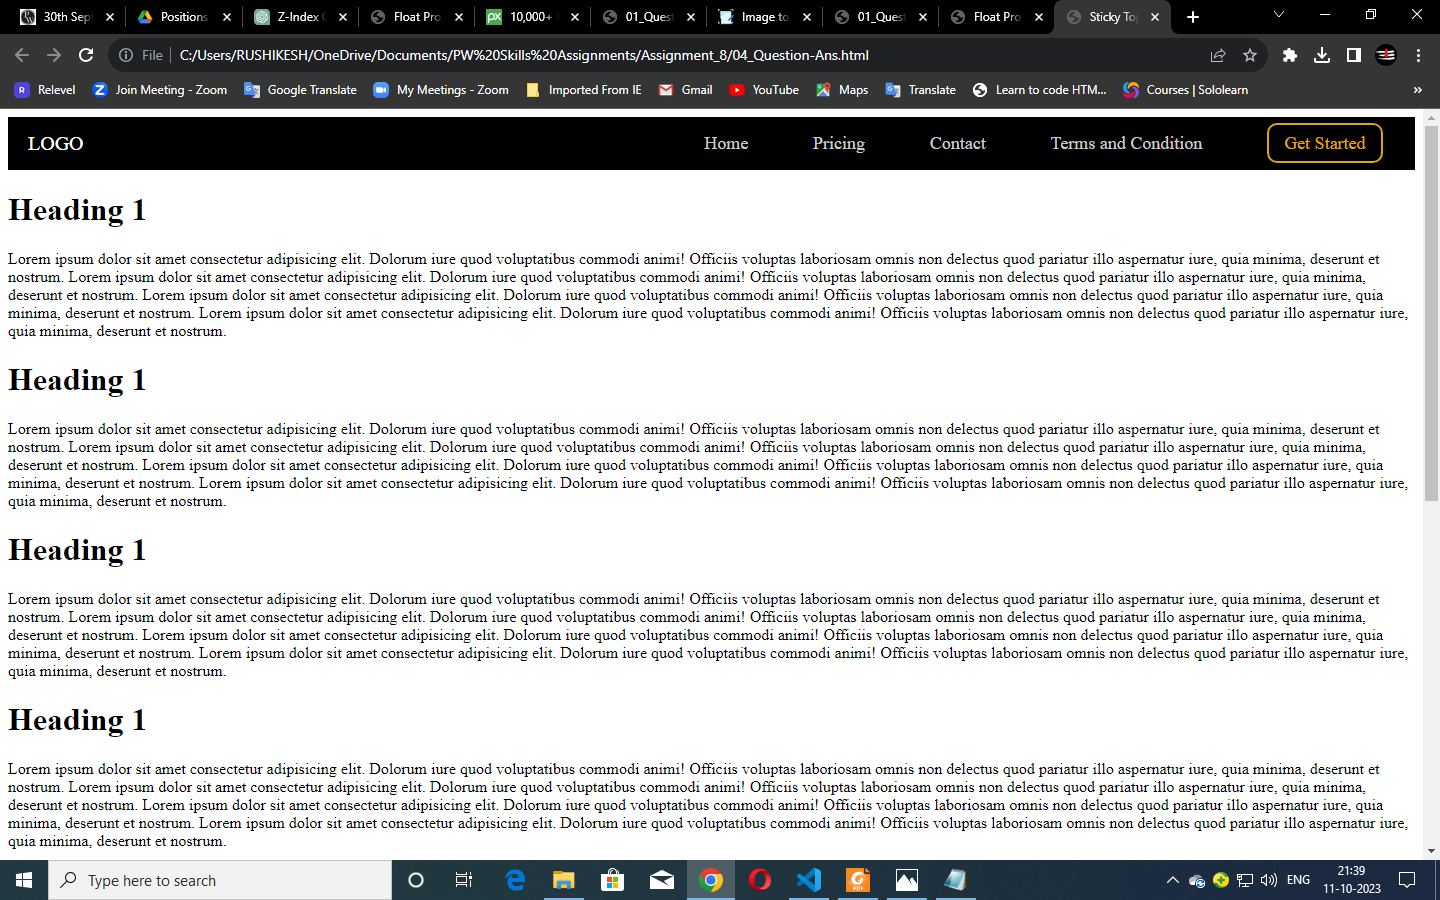 30th Sept
Positions
Z-Index
Float Pro
10,000+
01_Quest
Image to
01_Quest
Float Pro
Sticky To
File
C:/Users/RUSHIKESH/OneDrive/Documents/PW%20Skills%20Assignments/Assignment_8/04_Question-Ans.html
Relevel
Join Meeting - Zoom
Google Translate
My Meetings - Zoom
Imported From IE
Gmail
YouTube
Maps
Translate
Learn to code HTM...
Courses | Sololearn
»
LOGO
Home
Pricing
Contact
Terms and Condition
Get Started
Heading 1
Lorem ipsum dolor sit amet consectetur adipisicing elit. Dolorum iure quod voluptatibus commodi animi! Officiis voluptas laboriosam omnis non delectus quod pariatur illo aspernatur iure, quia minima, deserunt et
nostrum. Lorem ipsum dolor sit amet consectetur adipisicing elit. Dolorum iure quod voluptatibus commodi animi! Officiis voluptas laboriosam omnis non delectus quod pariatur illo aspernatur iure, quia minima,
deserunt et nostrum. Lorem ipsum dolor sit amet consectetur adipisicing elit. Dolorum iure quod voluptatibus commodi animi! Officiis voluptas laboriosam omnis non delectus quod pariatur illo aspernatur iure, quia
minima, deserunt et nostrum. Lorem ipsum dolor sit amet consectetur adipisicing elit. Dolorum iure quod voluptatibus commodi animi! Officiis voluptas laboriosam omnis non delectus quod pariatur illo aspernatur iure,
quia minima, deserunt et nostrum.
Heading 1
Lorem ipsum dolor sit amet consectetur adipisicing elit. Dolorum iure quod voluptatibus commodi animi! Officiis voluptas laboriosam omnis non delectus quod pariatur illo aspernatur iure, quia minima, deserunt et
nostrum. Lorem ipsum dolor sit amet consectetur adipisicing elit. Dolorum iure quod voluptatibus commodi animi! Officiis voluptas laboriosam omnis non delectus quod pariatur illo aspernatur iure, quia minima,
deserunt et nostrum. Lorem ipsum dolor sit amet consectetur adipisicing elit. Dolorum iure quod voluptatibus commodi animi! Officiis voluptas laboriosam omnis non delectus quod pariatur illo aspernatur iure, quia
minima, deserunt et nostrum. Lorem ipsum dolor sit amet consectetur adipisicing elit. Dolorum iure quod voluptatibus commodi animi! Officiis voluptas laboriosam omnis non delectus quod pariatur illo aspernatur iure,
quia minima, deserunt et nostrum.
Heading 1
Lorem ipsum dolor sit amet consectetur adipisicing elit. Dolorum iure quod voluptatibus commodi animi! Officiis voluptas laboriosam omnis non delectus quod pariatur illo aspernatur iure, quia minima, deserunt et
nostrum. Lorem ipsum dolor sit amet consectetur adipisicing elit. Dolorum iure quod voluptatibus commodi animi! Officiis voluptas laboriosam omnis non delectus quod pariatur illo aspernatur iure, quia minima,
deserunt et nostrum. Lorem ipsum dolor sit amet consectetur adipisicing elit. Dolorum iure quod voluptatibus commodi animi! Officiis voluptas laboriosam omnis non delectus quod pariatur illo aspernatur iure, quia
minima, deserunt et nostrum. Lorem ipsum dolor sit amet consectetur adipisicing elit. Dolorum iure quod voluptatibus commodi animi! Officiis voluptas laboriosam omnis non delectus quod pariatur illo aspernatur iure,
quia minima, deserunt et nostrum.
Heading 1
Lorem ipsum dolor sit amet consectetur adipisicing elit. Dolorum iure quod voluptatibus commodi animi! Officiis voluptas laboriosam omnis non delectus quod pariatur illo aspernatur iure, quia minima, deserunt et
nostrum. Lorem ipsum dolor sit amet consectetur adipisicing elit. Dolorum iure quod voluptatibus commodi animi! Officiis voluptas laboriosam omnis non delectus quod pariatur illo aspernatur iure, quia minima,
deserunt et nostrum. Lorem ipsum dolor sit amet consectetur adipisicing elit. Dolorum iure quod voluptatibus commodi animi! Officiis voluptas laboriosam omnis non delectus quod pariatur illo aspernatur iure, quia
minima, deserunt et nostrum. Lorem ipsum dolor sit amet consectetur adipisicing elit. Dolorum iure quod voluptatibus commodi animi! Officiis voluptas laboriosam omnis non delectus quod pariatur illo aspernatur iure,
quia minima, deserunt et nostrum.
Type here to search
ENG
21:39
11-10-2023